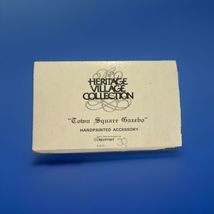 HERITAGE
VILLAGE
COLLECTION
"Town Square Gazebo"
HANDPAINTED ACCESSORY